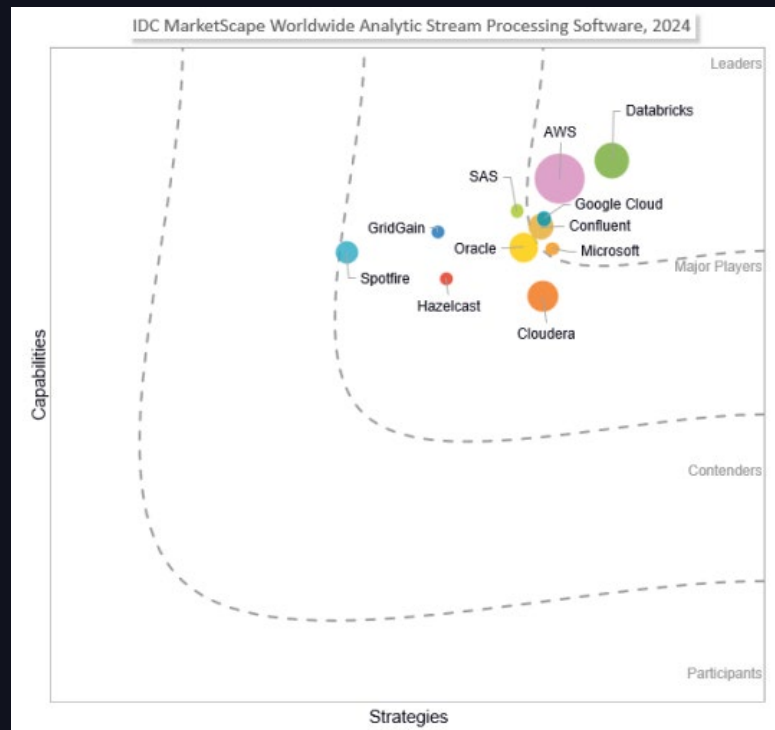 IDC MarketScape Worldwide Analytic Stream Processing Software, 2024
Leaders
Databricks
AWS
SAS
Google Cloud
GridGain
Confluent
Oracle
Microsoft
Major Players
Spotfire
Hazelcast
Cloudera
Capabilities
Contenders
Participants
Strategies